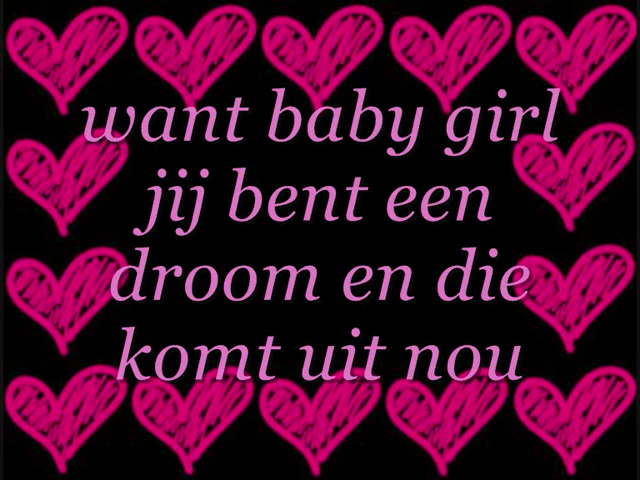 want baby girl
jij bent een
droom en die
komt uit nou